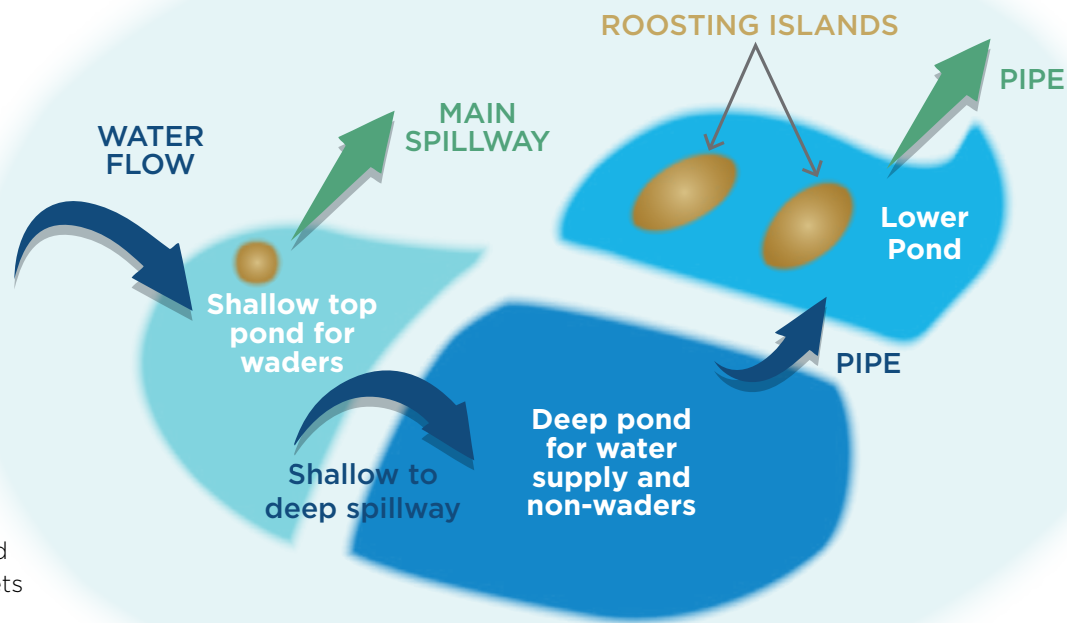 ROOSTING ISLANDS
PIPE
MAIN
SPILLWAY
WATER
FLOW
Lower
Pond
Shallow top
pond for
waders
PIPE
Deep pond
for water
supply and
non-waders
Shallow to
deep spillway